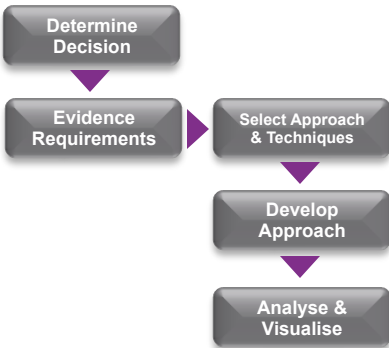 Determine
Decision
Evidence
Requirements
Select Approach
& Techniques
Develop
Approach
Analyse &
Visualise